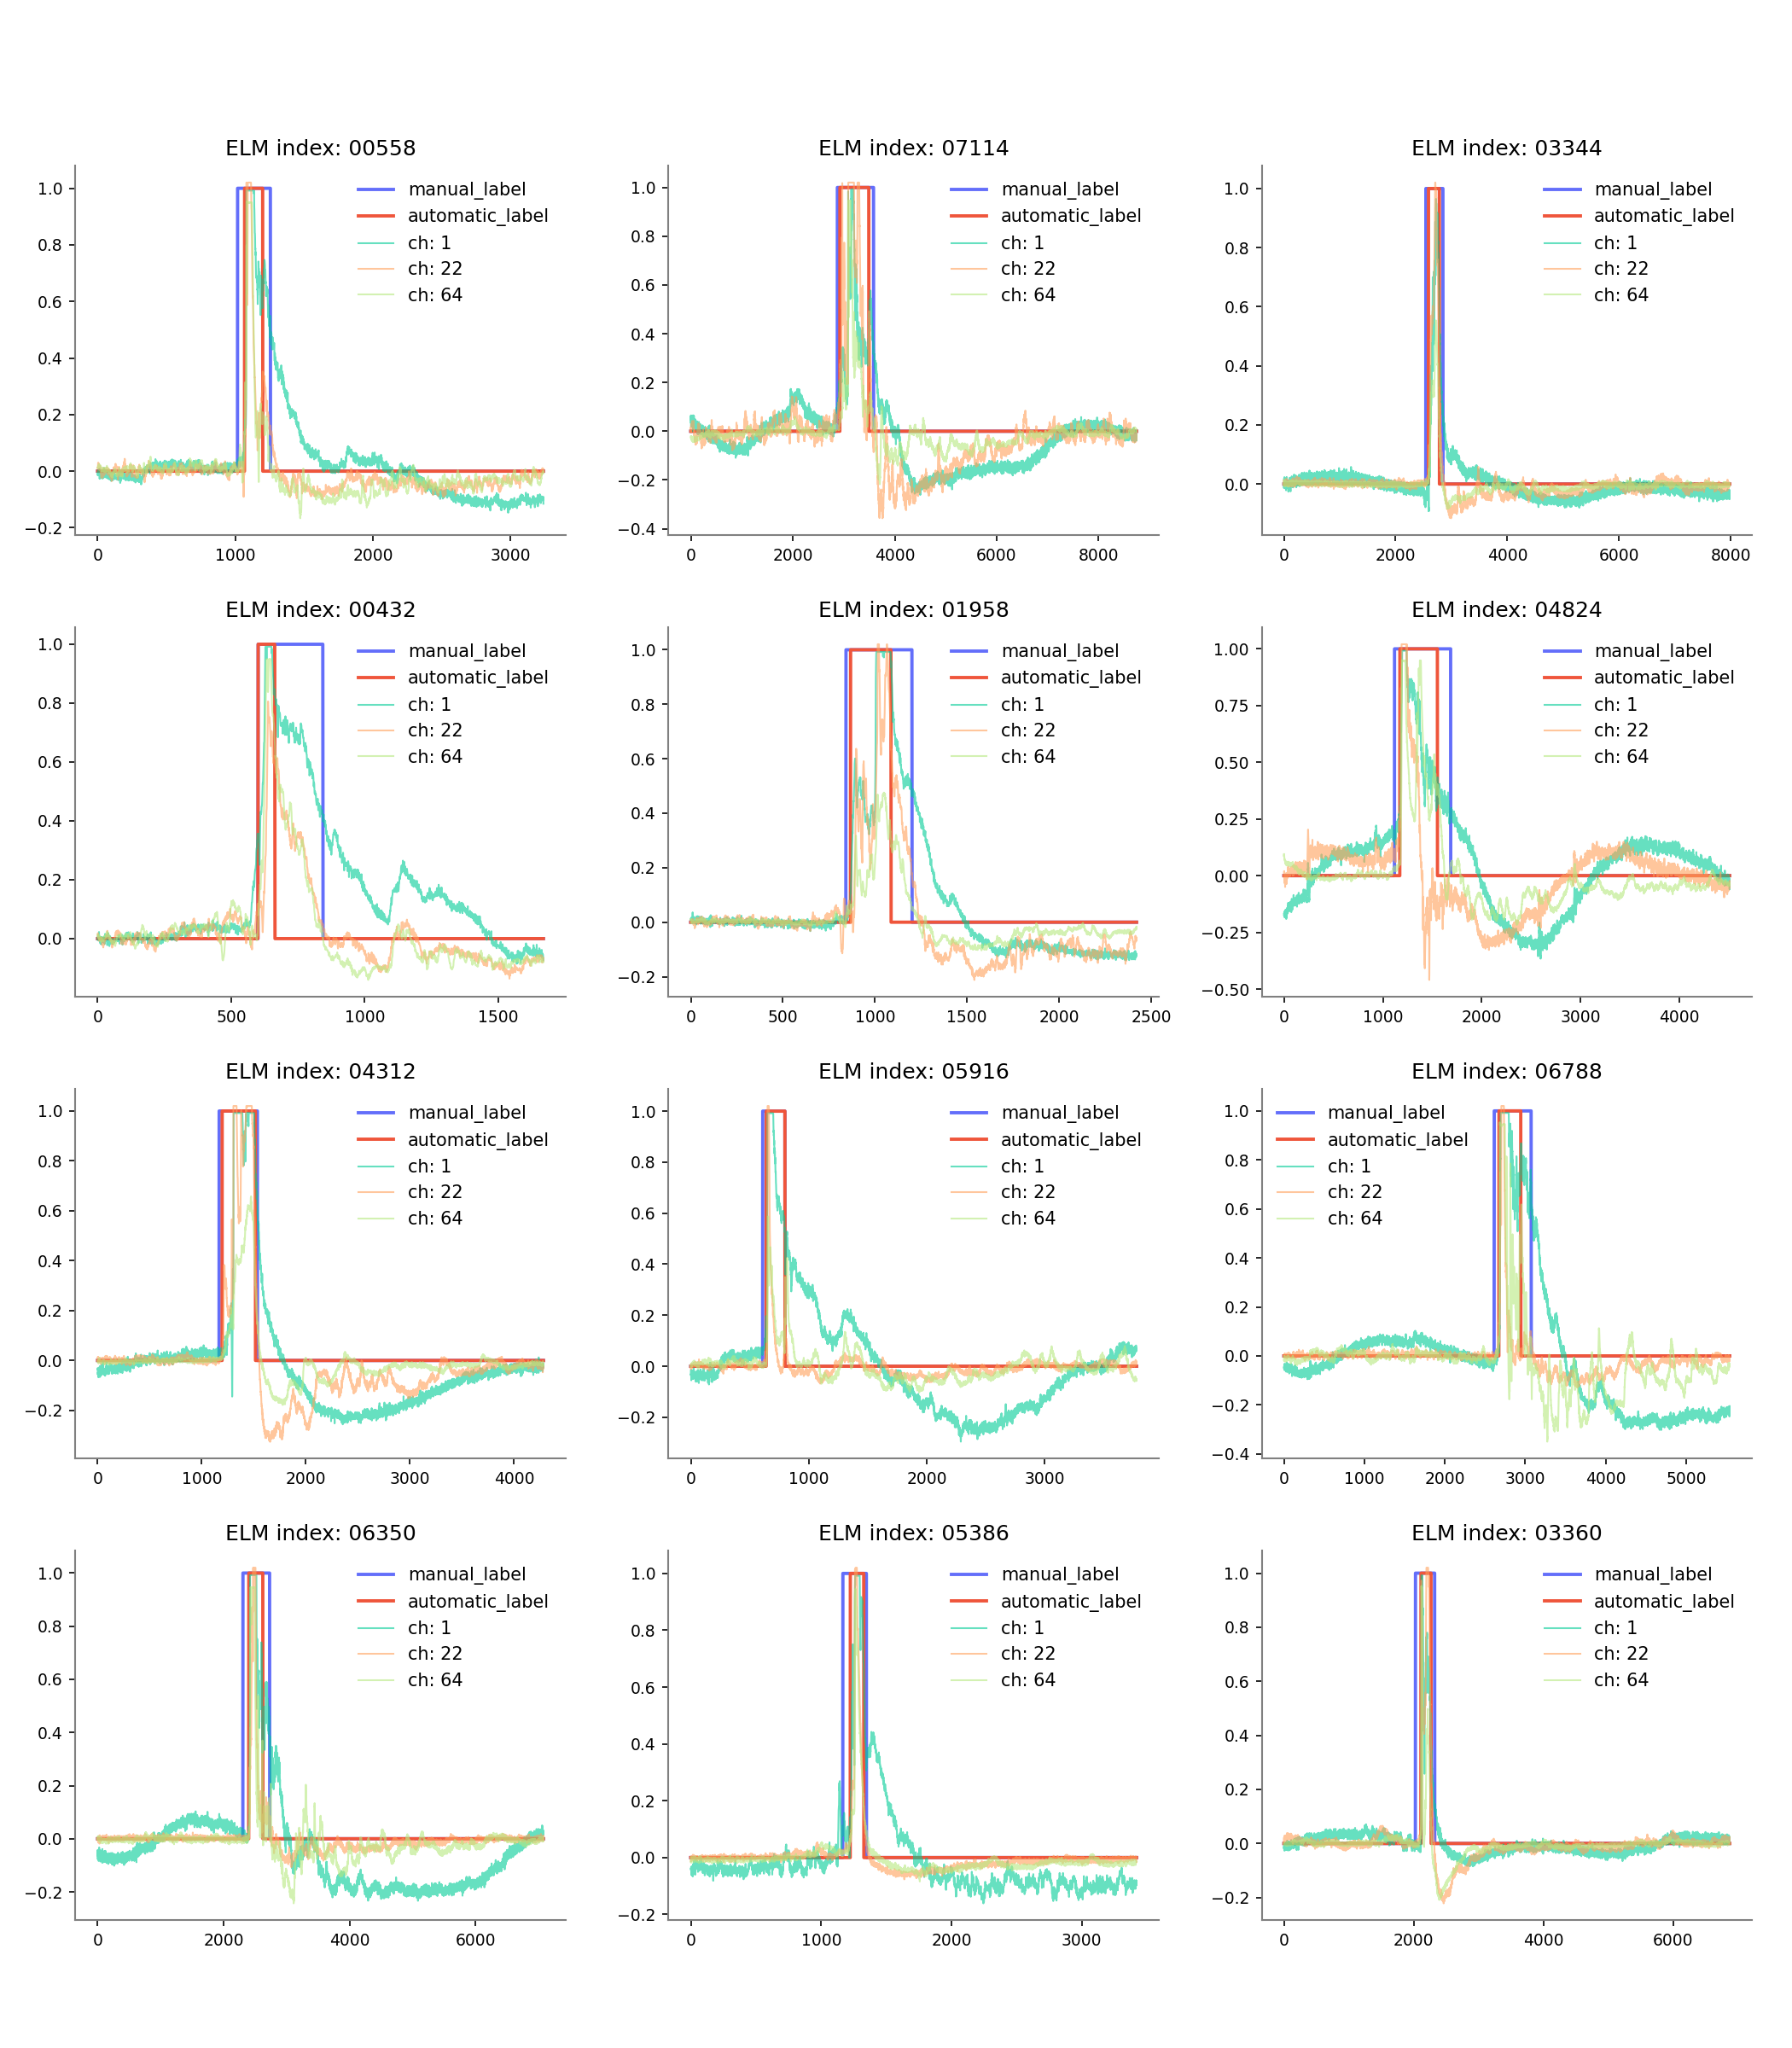 ELM index: 00558
1.0
0.8
0.6
0.4
0.2
0.0
−0.2
0 1000 2000 3000
manual_label
automatic_label
ch: 1
ch: 22
ch: 64
ELM index: 07114
1.0
0.8
0.6
0.4
0.2
0.0
−0.2
−0.4
0 2000 4000 6000 8000
manual_label
automatic_label
ch: 1
ch: 22
ch: 64
ELM index: 03344
1.0
0.8
0.6
0.4
0.2
0.0
0 2000 4000 6000 8000
manual_label
automatic_label
ch: 1
ch: 22
ch: 64
ELM index: 00432
1.0
0.8
0.6
0.4
0.2
0.0
0 500 1000 1500
manual_label
automatic_label
ch: 1
ch: 22
ch: 64
ELM index: 01958
1.0
0.8
0.6
0.4
0.2
0.0
−0.2
0 500 1000 1500 2000 2500
manual_label
automatic_label
ch: 1
ch: 22
ch: 64
ELM index: 04824
1.00
0.75
0.50
0.25
0.00
−0.25
−0.50
0 1000 2000 3000 4000
manual_label
automatic_label
ch: 1
ch: 22
ch: 64
ELM index: 04312
1.0
0.8
0.6
0.4
0.2
0.0
−0.2
0 1000 2000 3000 4000
manual_label
automatic_label
ch: 1
ch: 22
ch: 64
ELM index: 05916
1.0
0.8
0.6
0.4
0.2
0.0
−0.2
0 1000 2000 3000
manual_label
automatic_label
ch: 1
ch: 22
ch: 64
ELM index: 06788
1.0
0.8
0.6
0.4
0.2
0.0
−0.2
−0.4
0 1000 2000 3000 4000 5000
manual_label
automatic_label
ch: 1
ch: 22
ch: 64
ELM index: 06350
1.0
0.8
0.6
0.4
0.2
0.0
−0.2
0 2000 4000 6000
manual_label
automatic_label
ch: 1
ch: 22
ch: 64
ELM index: 05386
1.0
0.8
0.6
0.4
0.2
0.0
−0.2
0 1000 2000 3000
manual_label
automatic_label
ch: 1
ch: 22
ch: 64
ELM index: 03360
1.0
0.8
0.6
0.4
0.2
0.0
−0.2
0 2000 4000 6000
manual_label
automatic_label
ch: 1
ch: 22
ch: 64